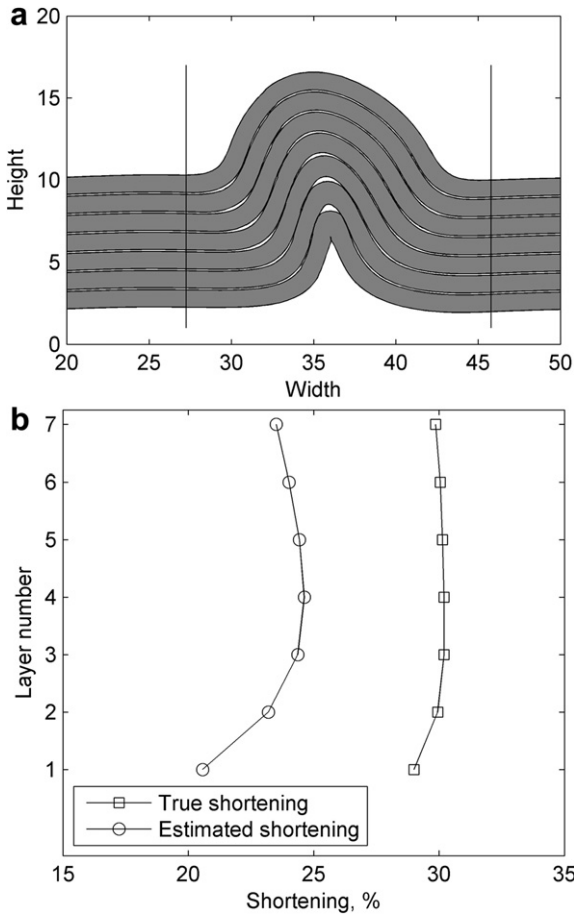 a
20
15
10
5
0
Height
20 25 30 35 40 45 50
Width
b
7
6
5
4
3
2
1
Layer number
True shortening
Estimated shortening
15 20 25 30 35
Shortening, %